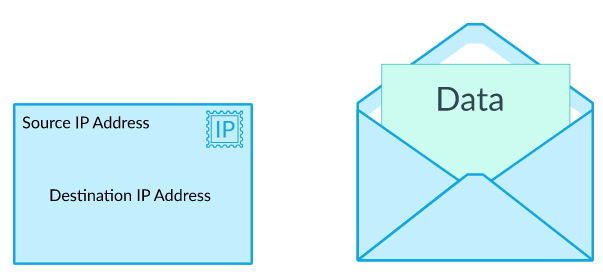 Source IP Address
IP
Destination IP Address
Data